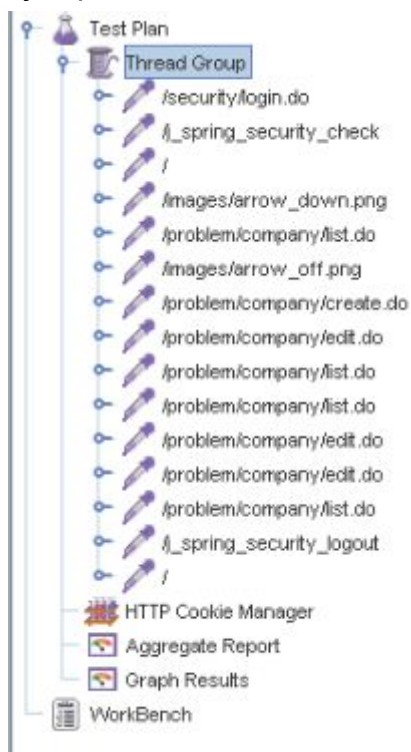 Test Plan
Thread Group
/security/login.do
/j_spring_security_check
/
/images/arrow_down.png
/problem/company/list.do
/images/arrow_off.png
/problem/company/create.do
/problem/company/edit.do
/problem/company/list.do
/problem/company/list.do
/problem/company/edit.do
/problem/company/edit.do
/problem/company/list.do
/j_spring_security_logout
/
HTTP Cookie Manager
Aggregate Report
Graph Results
WorkBench